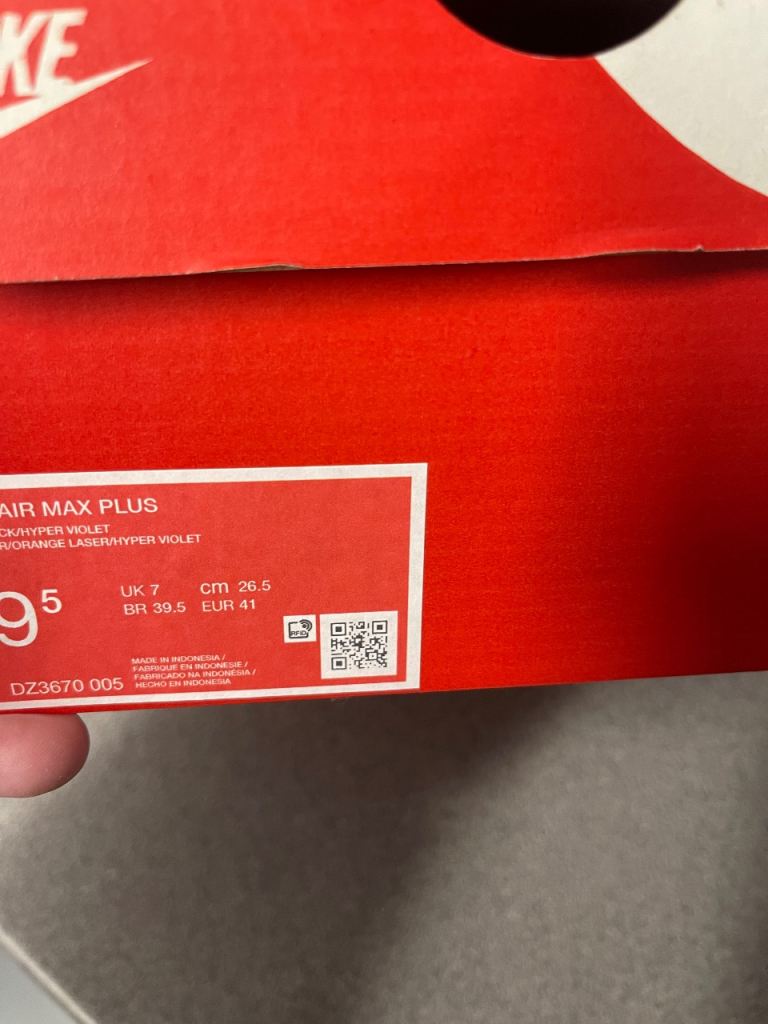 KE
AIR MAX PLUS
CK/HYPER VIOLET
R/ORANGE LASER/HYPER VIOLET
9⁵
UK 7 cm 26.5
BR 39.5 EUR 41
RFID
MADE IN INDONESIA /
FABRIQUE EN INDONESIE /
FABRICADO NA INDONÉSIA /
HECHO EN INDONESIA
DZ3670 005